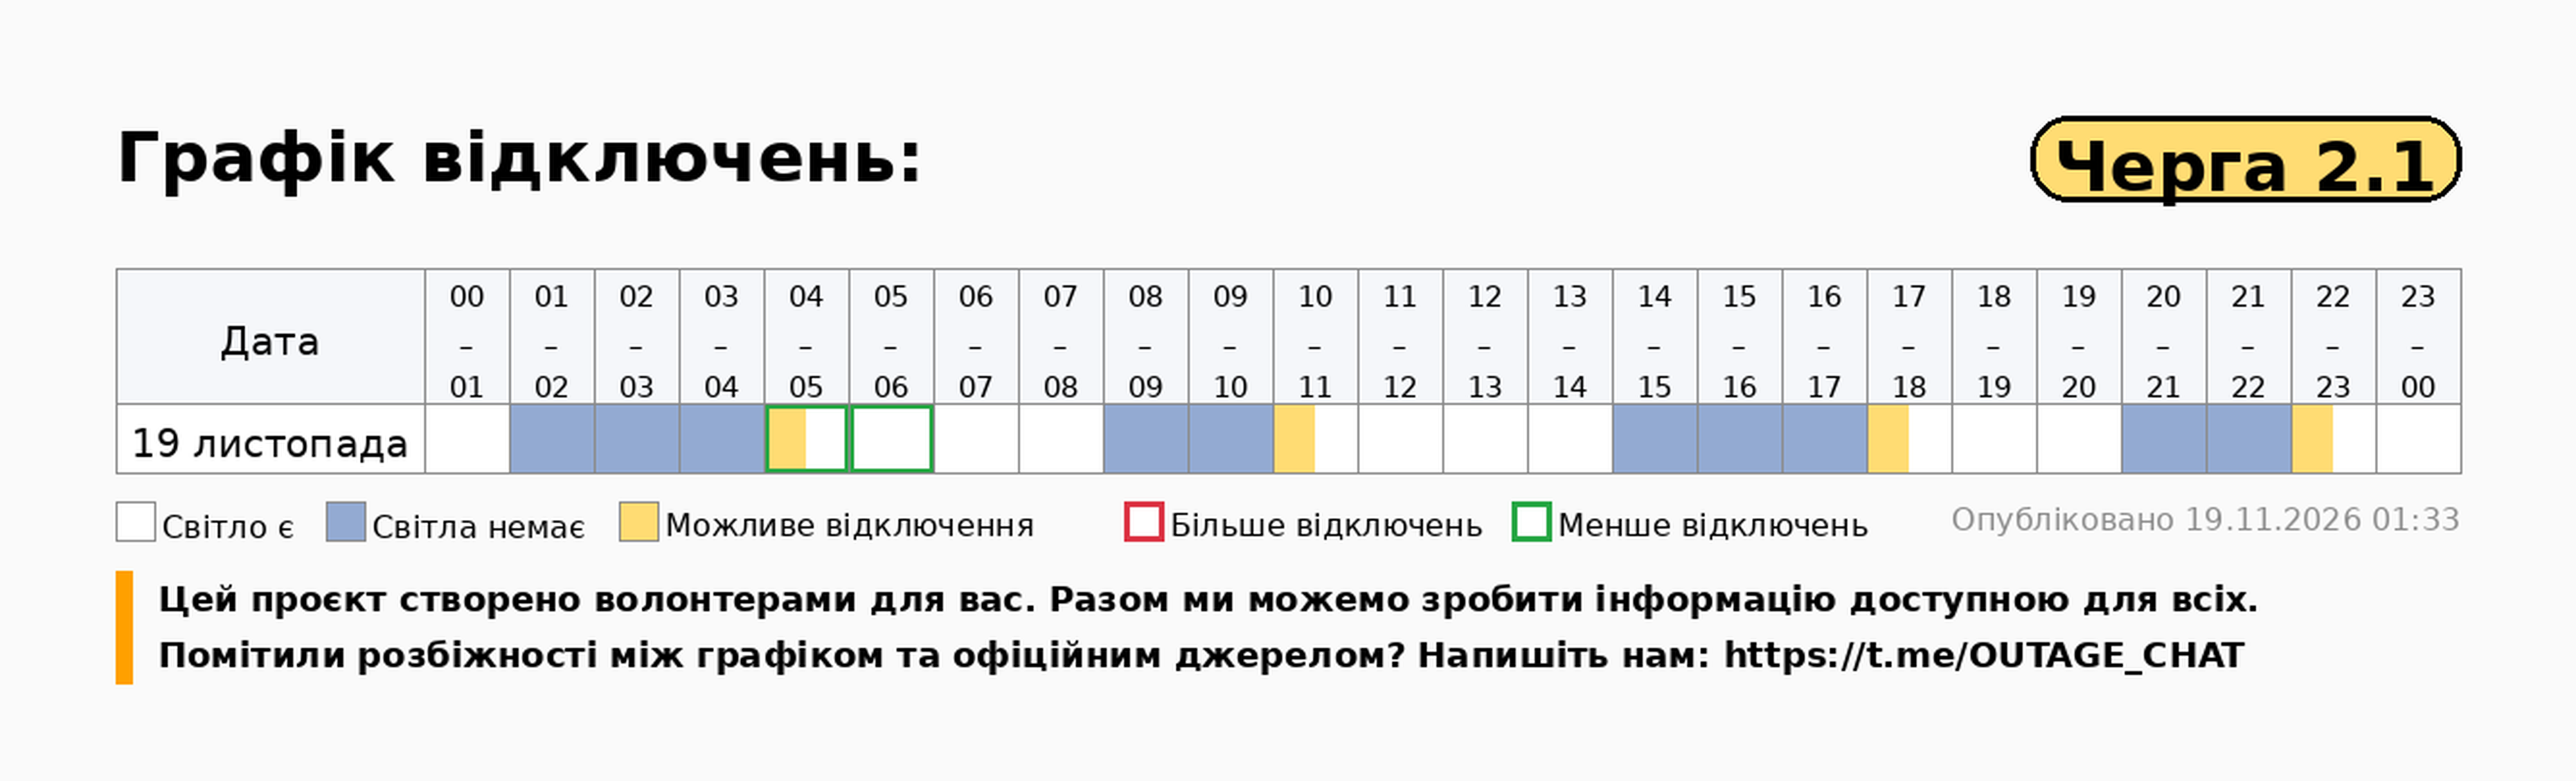 Графік відключень:
Черга 2.1
Дата
00 – 01
01 – 02
02 – 03
03 – 04
04 – 05
05 – 06
06 – 07
07 – 08
08 – 09
09 – 10
10 – 11
11 – 12
12 – 13
13 – 14
14 – 15
15 – 16
16 – 17
17 – 18
18 – 19
19 – 20
20 – 21
21 – 22
22 – 23
23 – 00
19 листопада
Світло є
Світла немає
Можливе відключення
Більше відключень
Менше відключень
Опубліковано 19.11.2026 01:33
Цей проєкт створено волонтерами для вас. Разом ми можемо зробити інформацію доступною для всіх.
Помітили розбіжності між графіком та офіційним джерелом? Напишіть нам: https://t.me/OUTAGE_CHAT